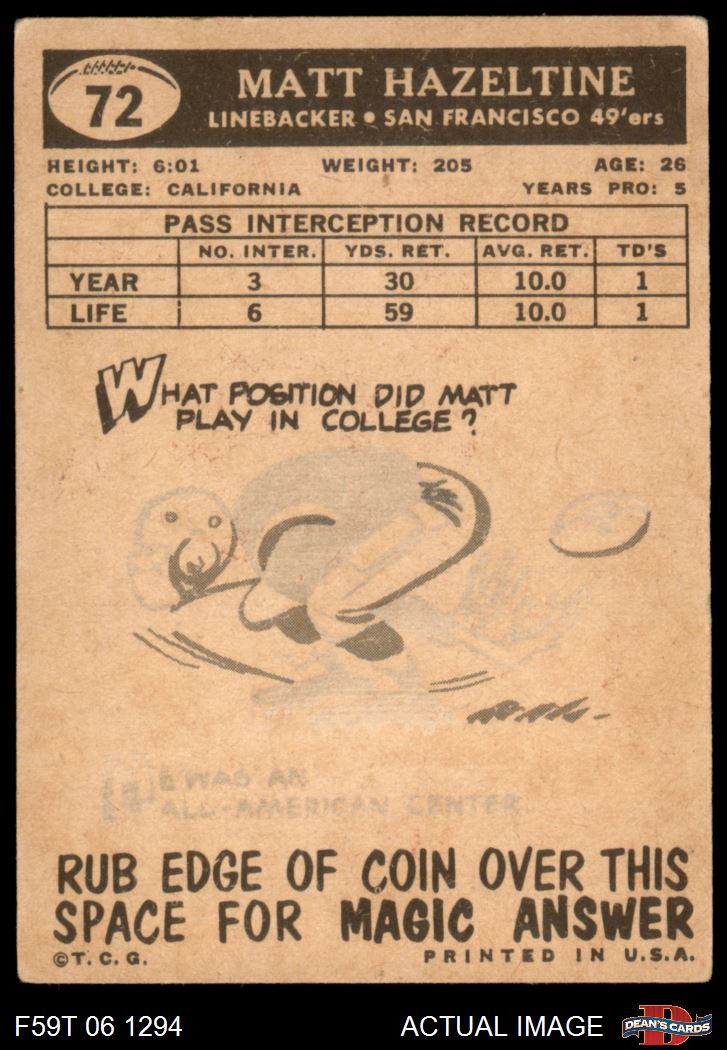 72
MATT HAZELTINE
LINEBACKER • SAN FRANCISCO 49'ers
HEIGHT: 6:01 WEIGHT: 205 AGE: 26
COLLEGE: CALIFORNIA YEARS PRO: 5
PASS INTERCEPTION RECORD
NO. INTER. YDS. RET. AVG. RET. TD'S
YEAR 3 30 10.0 1
LIFE 6 59 10.0 1
WHAT POSITION DID MATT
PLAY IN COLLEGE?
HE WAS AN
ALL-AMERICAN CENTER
RUB EDGE OF COIN OVER THIS
SPACE FOR MAGIC ANSWER
©T.C.G. PRINTED IN U.S.A.
F59T 06 1294 ACTUAL IMAGE D DEAN'S CARDS